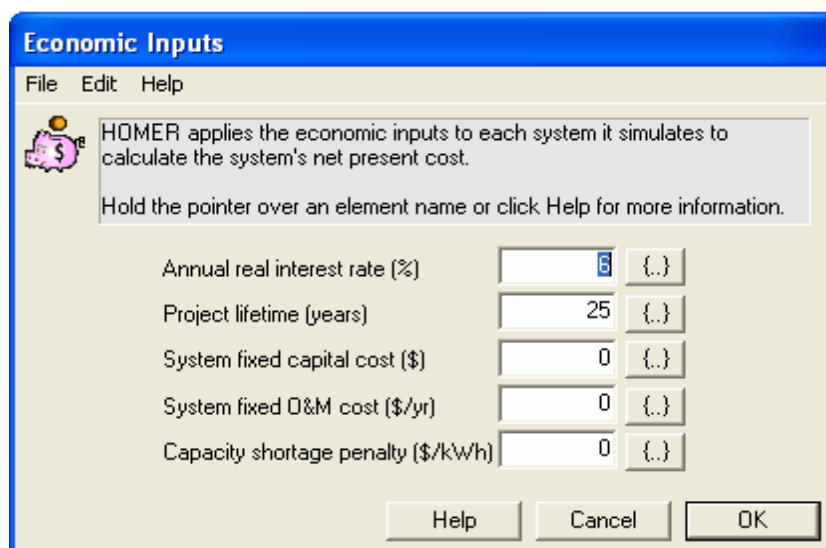 Economic Inputs
File Edit Help
HOMER applies the economic inputs to each system it simulates to
calculate the system's net present cost.
Hold the pointer over an element name or click Help for more information.
$
Annual real interest rate (%) 6 {..}
Project lifetime (years) 25 {..}
System fixed capital cost ($) 0 {..}
System fixed O&M cost ($/yr) 0 {..}
Capacity shortage penalty ($/kWh) 0 {..}
Help Cancel OK